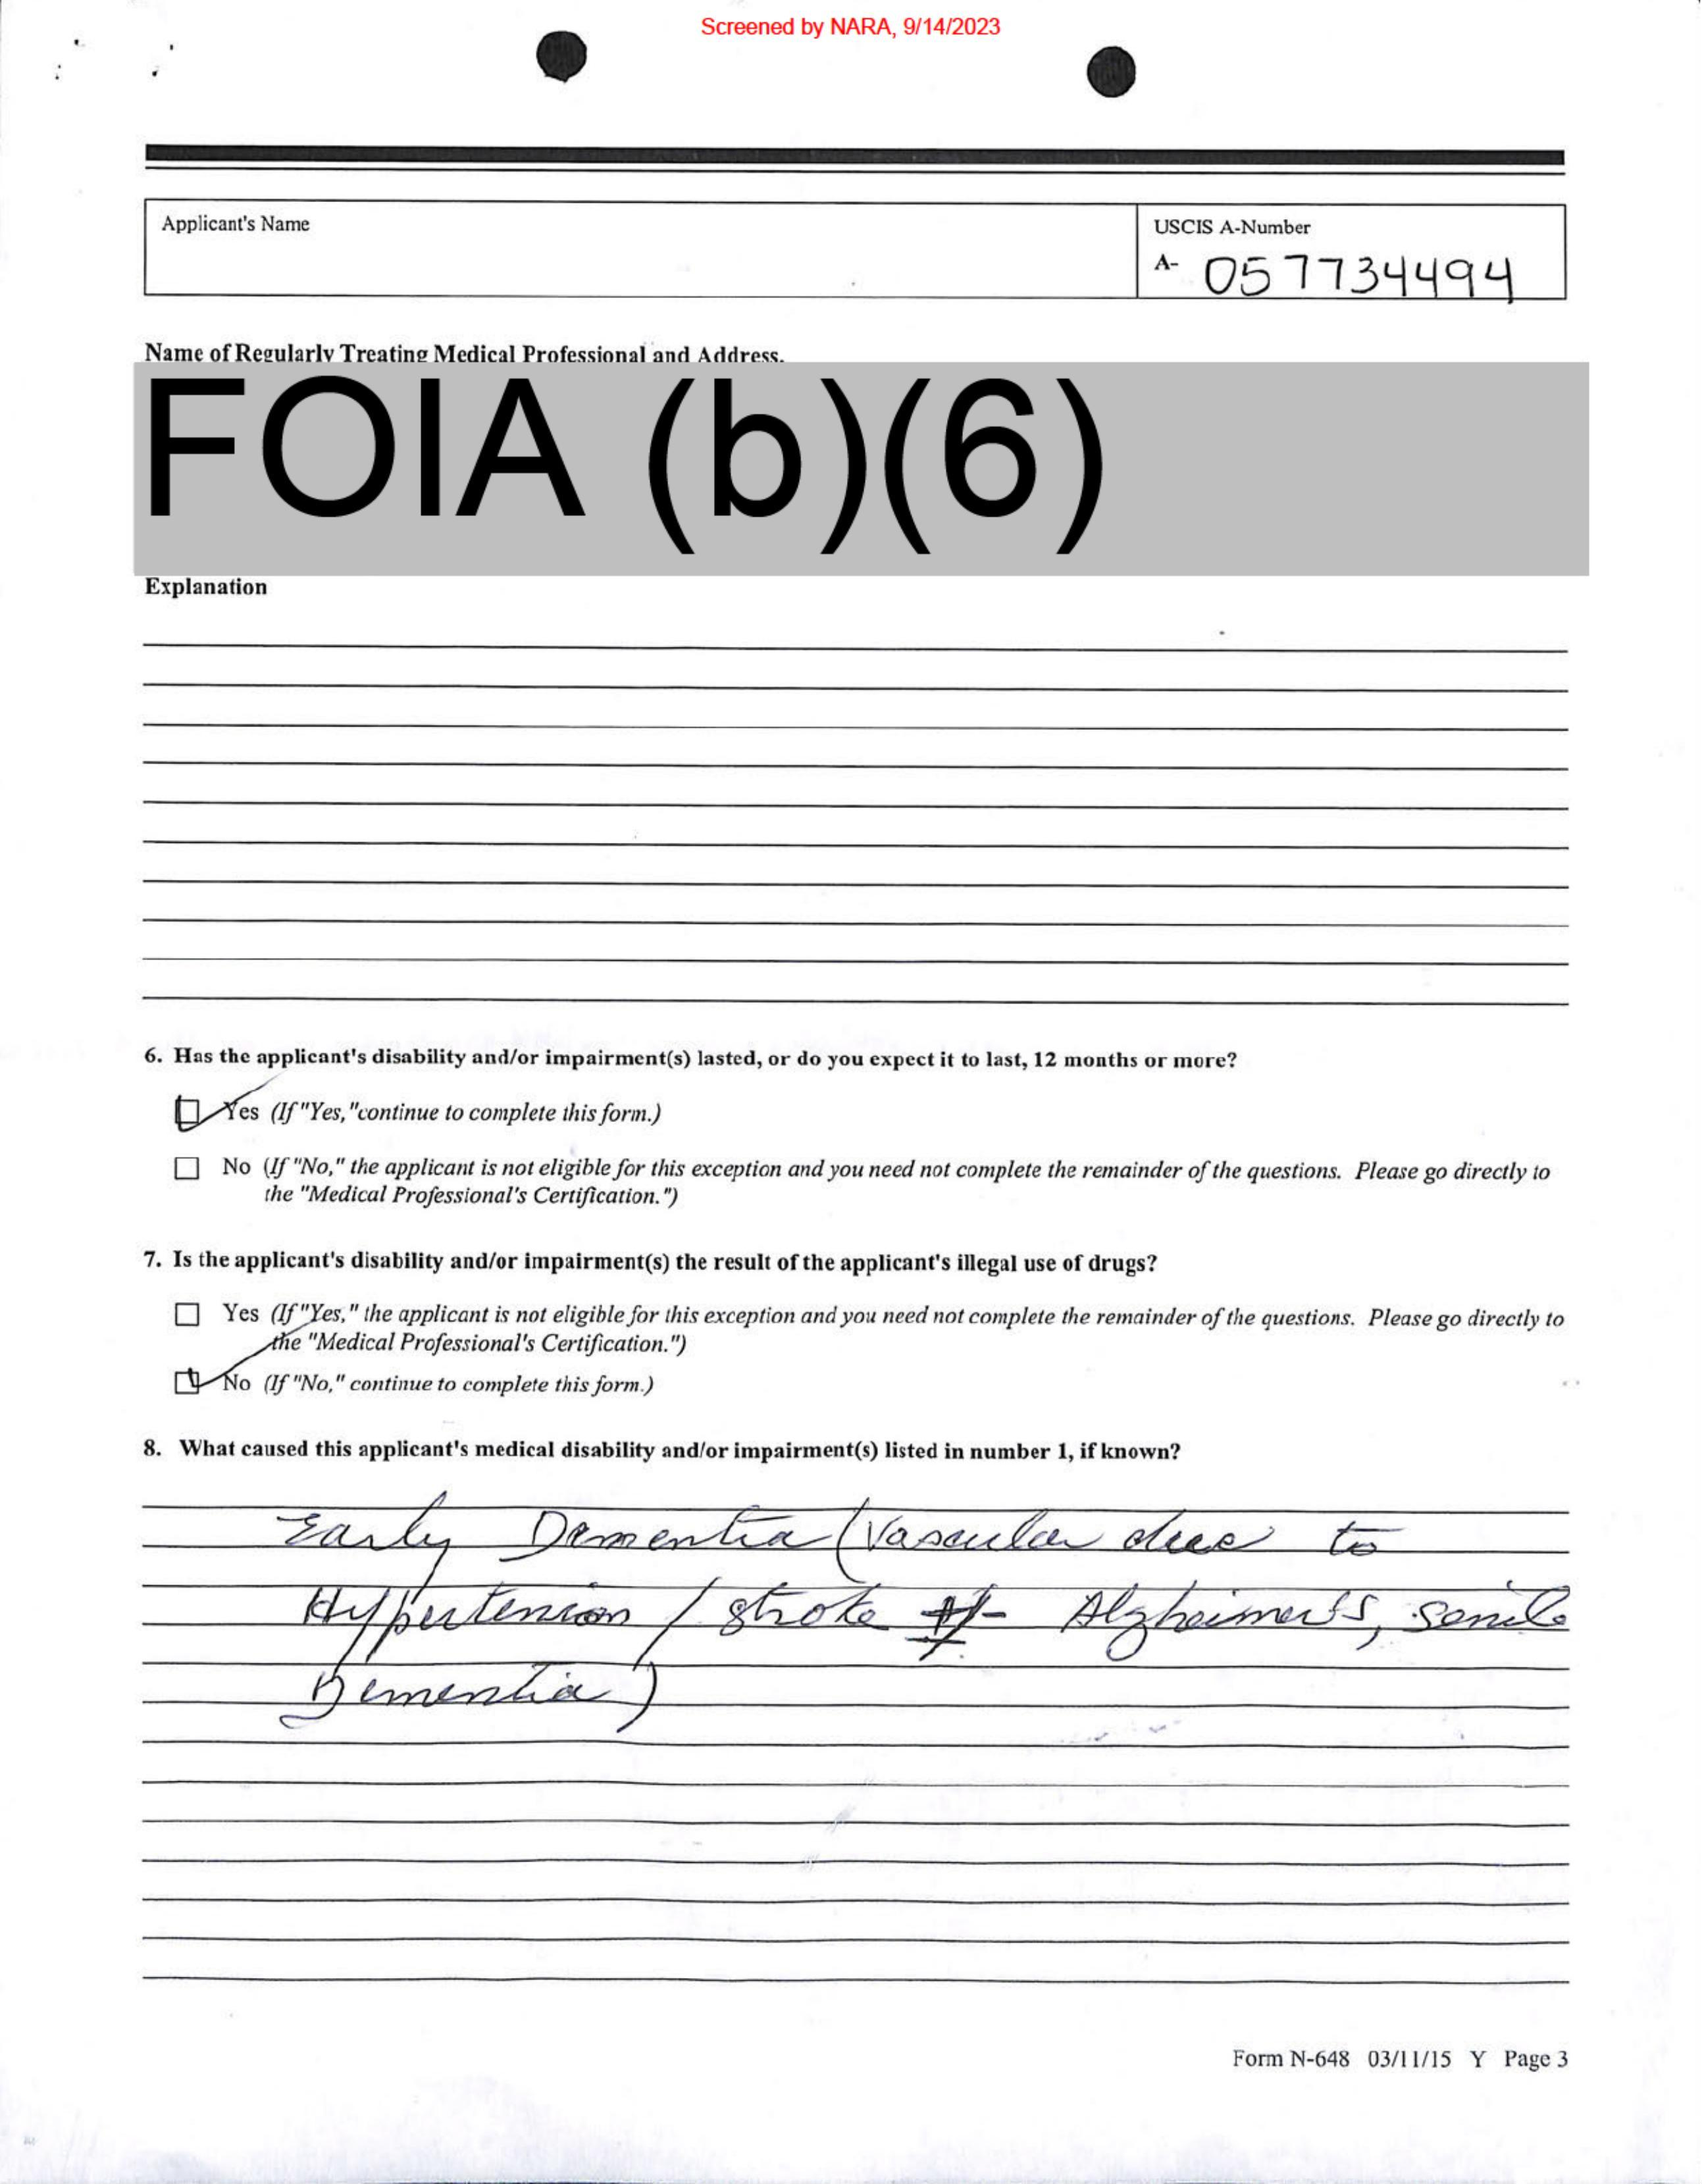 Screened by NARA, 9/14/2023
Applicant's Name
USCIS A-Number
A- 057734494
Name of Regularly Treating Medical Professional and Address.
FOIA (b)(6)
Explanation
6. Has the applicant's disability and/or impairment(s) lasted, or do you expect it to last, 12 months or more?
Yes (If "Yes,"continue to complete this form.)
No (If "No," the applicant is not eligible for this exception and you need not complete the remainder of the questions. Please go directly to
the "Medical Professional's Certification.")
7. Is the applicant's disability and/or impairment(s) the result of the applicant's illegal use of drugs?
Yes (If "Yes," the applicant is not eligible for this exception and you need not complete the remainder of the questions. Please go directly to
the "Medical Professional's Certification.")
No (If "No," continue to complete this form.)
8. What caused this applicant's medical disability and/or impairment(s) listed in number 1, if known?
Early Dementia (Vascular due to
Hypertension / stroke +/- Alzheimer's, senile
Dementia)
Form N-648 03/11/15 Y Page 3